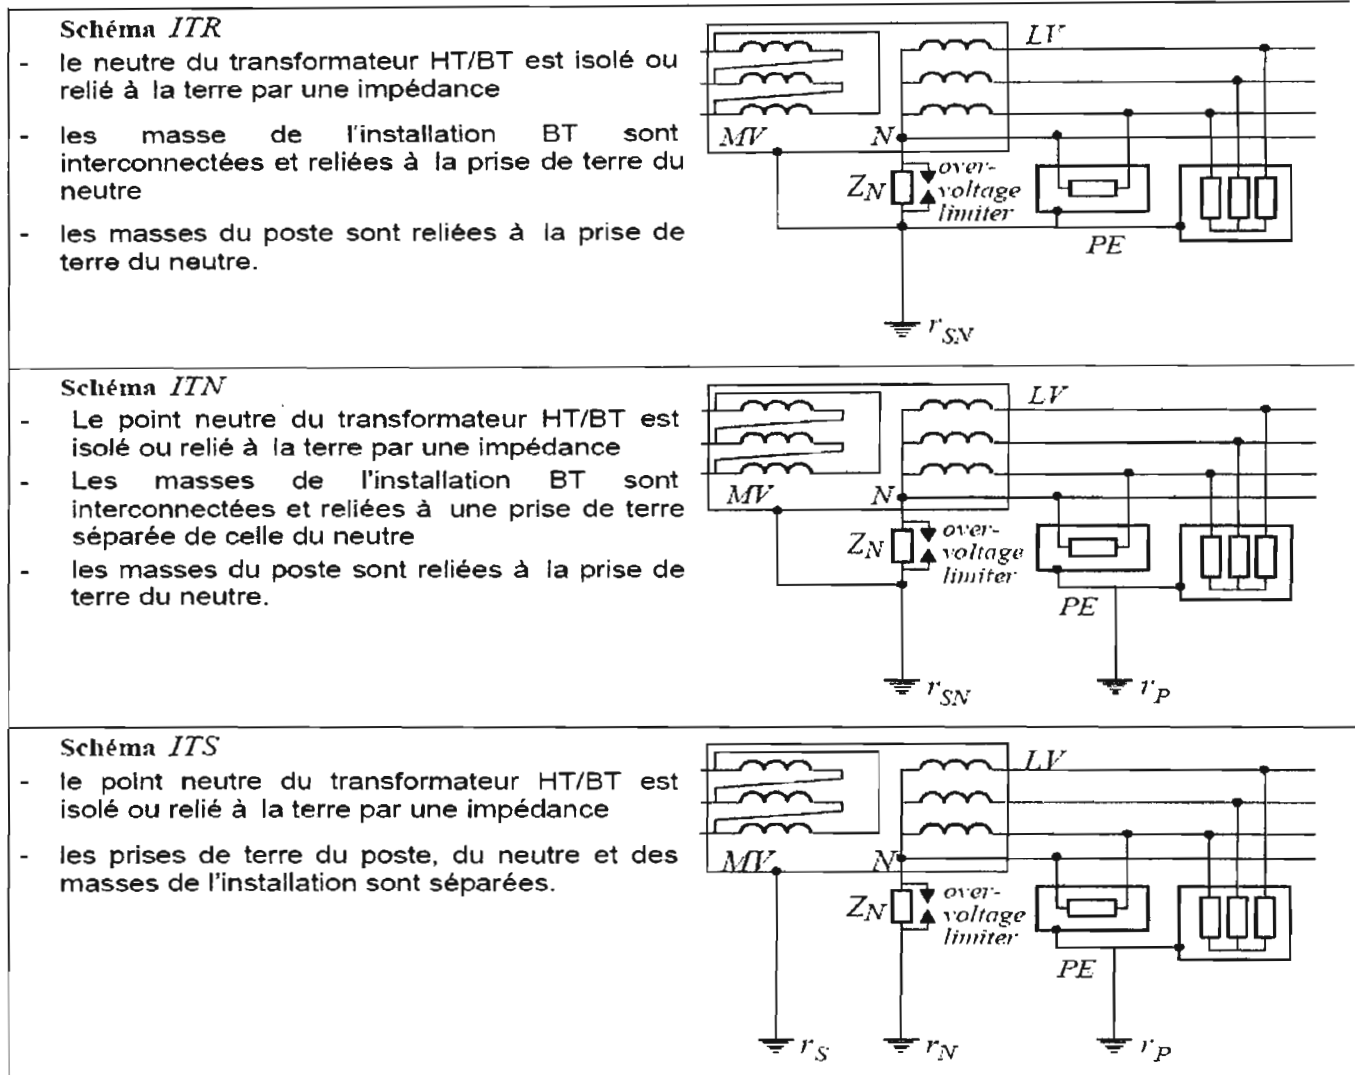 Schéma ITR
- le neutre du transformateur HT/BT est isolé ou
relié à la terre par une impédance
- les masse de l'installation BT sont
interconnectées et reliées à la prise de terre du
neutre
- les masses du poste sont reliées à la prise de
terre du neutre.
LV
MV
N
ZN
over-
voltage
limiter
PE
rSN
Schéma ITN
- Le point neutre du transformateur HT/BT est
isolé ou relié à la terre par une impédance
- Les masses de l'installation BT sont
interconnectées et reliées à une prise de terre
séparée de celle du neutre
- les masses du poste sont reliées à la prise de
terre du neutre.
LV
MV
N
ZN
over-
voltage
limiter
PE
rSN
rP
Schéma ITS
- le point neutre du transformateur HT/BT est
isolé ou relié à la terre par une impédance
- les prises de terre du poste, du neutre et des
masses de l'installation sont séparées.
LV
MV
N
ZN
over-
voltage
limiter
PE
rS
rN
rP